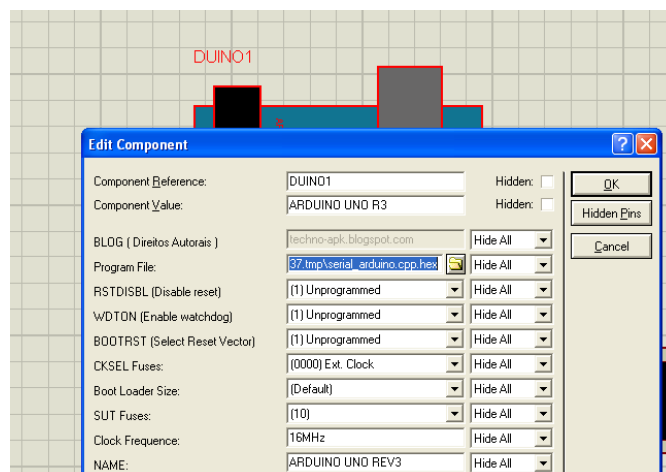 DUINO1
Edit Component
Component Reference: DUINO1 Hidden:
Component Value: ARDUINO UNO R3 Hidden:
BLOG ( Direitos Autorais ) techno-apk.blogspot.com Hide All
Program File: 37.tmp\serial_arduino.cpp.hex Hide All
RSTDISBL (Disable reset) (1) Unprogrammed Hide All
WDTON (Enable watchdog) (1) Unprogrammed Hide All
BOOTRST (Select Reset Vector) (1) Unprogrammed Hide All
CKSEL Fuses: (0000) Ext. Clock Hide All
Boot Loader Size: (Default) Hide All
SUT Fuses: (10) Hide All
Clock Frequence: 16MHz Hide All
NAME: ARDUINO UNO REV3 Hide All
OK
Hidden Pins
Cancel